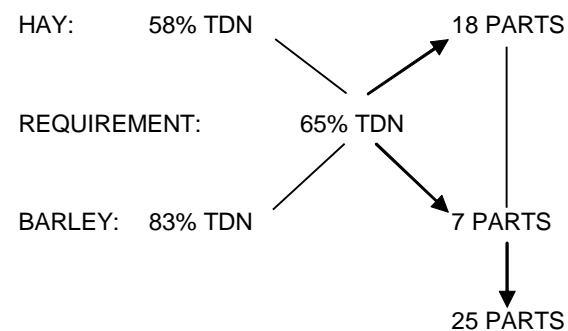 HAY: 58% TDN 18 PARTS
REQUIREMENT: 65% TDN
BARLEY: 83% TDN 7 PARTS
25 PARTS